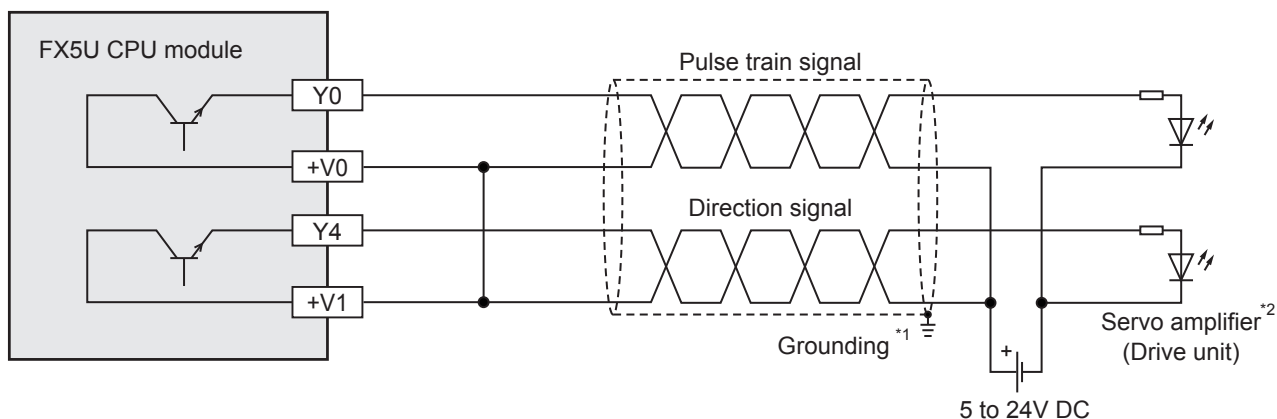 FX5U CPU module
Y0
+V0
Y4
+V1
Pulse train signal
Direction signal
Grounding *1
+
5 to 24V DC
Servo amplifier*2
(Drive unit)